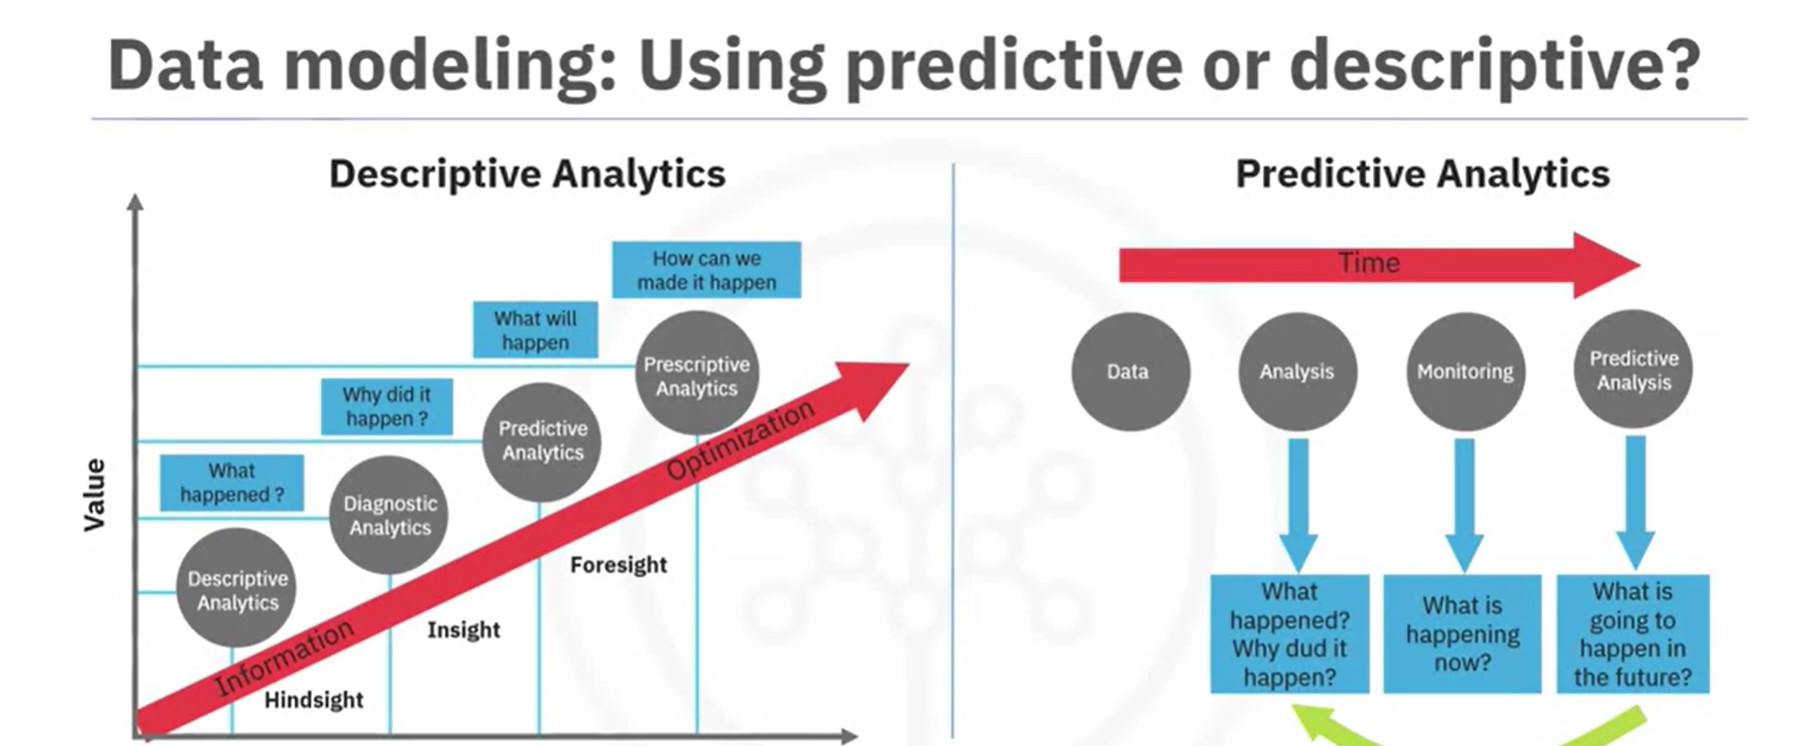 Data modeling: Using predictive or descriptive?
Descriptive Analytics
How can we
made it happen
What will
happen
Prescriptive
Analytics
Why did it
happen ?
Predictive
Analytics
Optimization
What
happened ?
Diagnostic
Analytics
Value
Foresight
Descriptive
Analytics
Insight
Information
Hindsight
Predictive Analytics
Time
Data
Analysis
Monitoring
Predictive
Analysis
What
happened?
Why dud it
happen?
What is
happening
now?
What is
going to
happen in
the future?